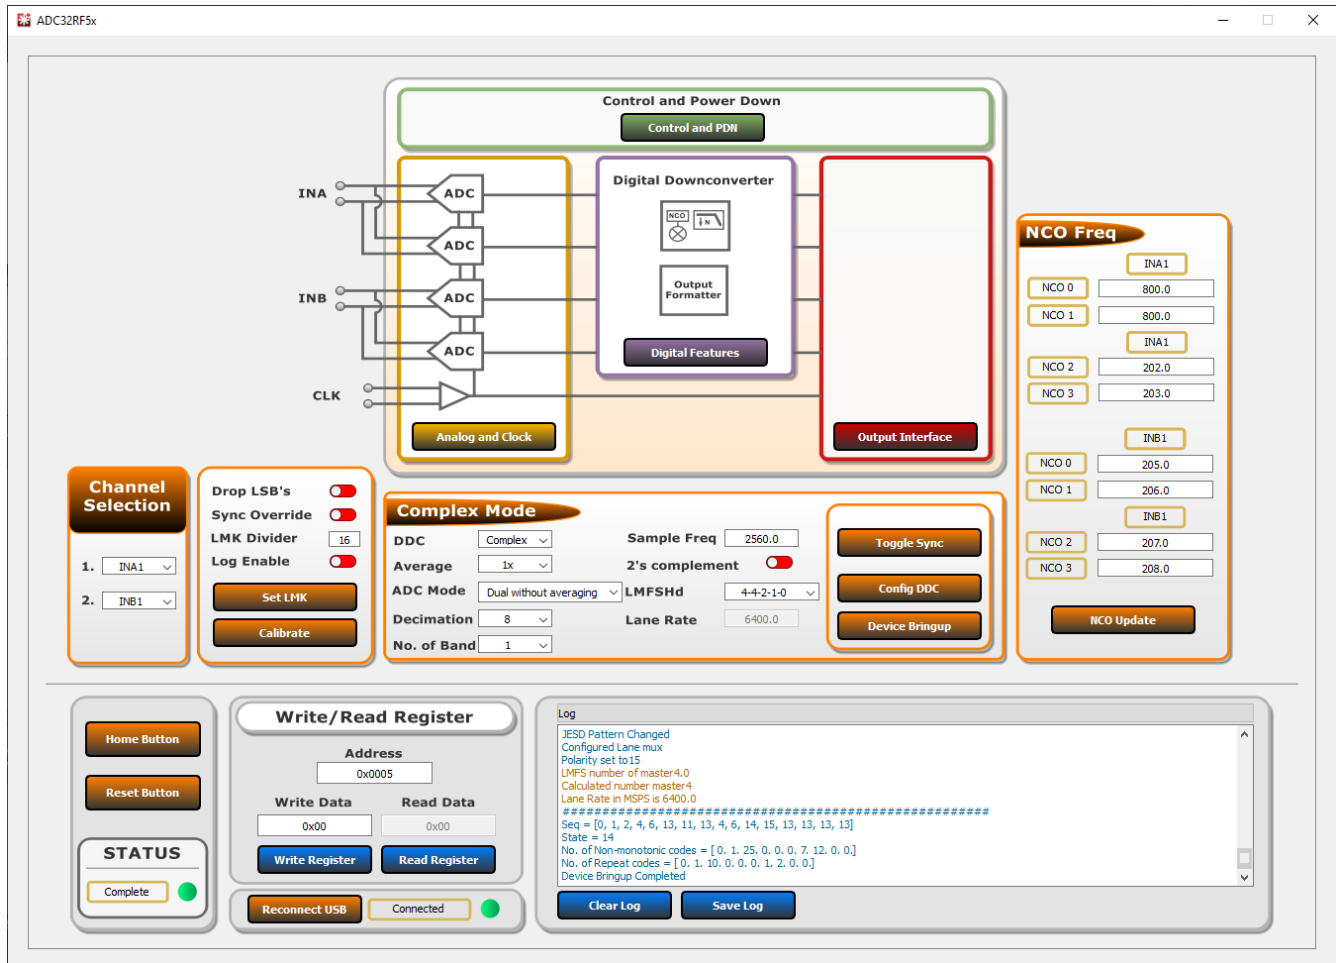 ADC32RF5x
Control and Power Down
Control and PDN
INA
ADC
ADC
INB
ADC
ADC
CLK
Analog and Clock
Digital Downconverter
NCO
N
Output
Formatter
Digital Features
Output Interface
NCO Freq
INA1
NCO 0 800.0
NCO 1 800.0
INA1
NCO 2 202.0
NCO 3 203.0
INB1
NCO 0 205.0
NCO 1 206.0
INB1
NCO 2 207.0
NCO 3 208.0
NCO Update
Channel
Selection
1. INA1
2. INB1
Drop LSB's
Sync Override
LMK Divider 16
Log Enable
Set LMK
Calibrate
Complex Mode
DDC Complex
Average 1x
ADC Mode Dual without averaging
Decimation 8
No. of Band 1
Sample Freq 2560.0
2's complement
LMFSHd 4-4-2-1-0
Lane Rate 6400.0
Toggle Sync
Config DDC
Device Bringup
Home Button
Reset Button
STATUS
Complete
Write/Read Register
Address
0x0005
Write Data Read Data
0x00 0x00
Write Register Read Register
Reconnect USB Connected
Log
JESD Pattern Changed
Configured Lane mux
Polarity set to15
LMFS number of master4.0
Calculated number master4
Lane Rate in MSPS is 6400.0
#######################################################
Seq = [0, 1, 2, 4, 6, 13, 11, 13, 4, 6, 14, 15, 13, 13, 13, 13]
State = 14
No. of Non-monotonic codes = [ 0. 1. 25. 0. 0. 0. 7. 12. 0. 0.]
No. of Repeat codes = [ 0. 1. 10. 0. 0. 0. 1. 2. 0. 0.]
Device Bringup Completed
Clear Log Save Log